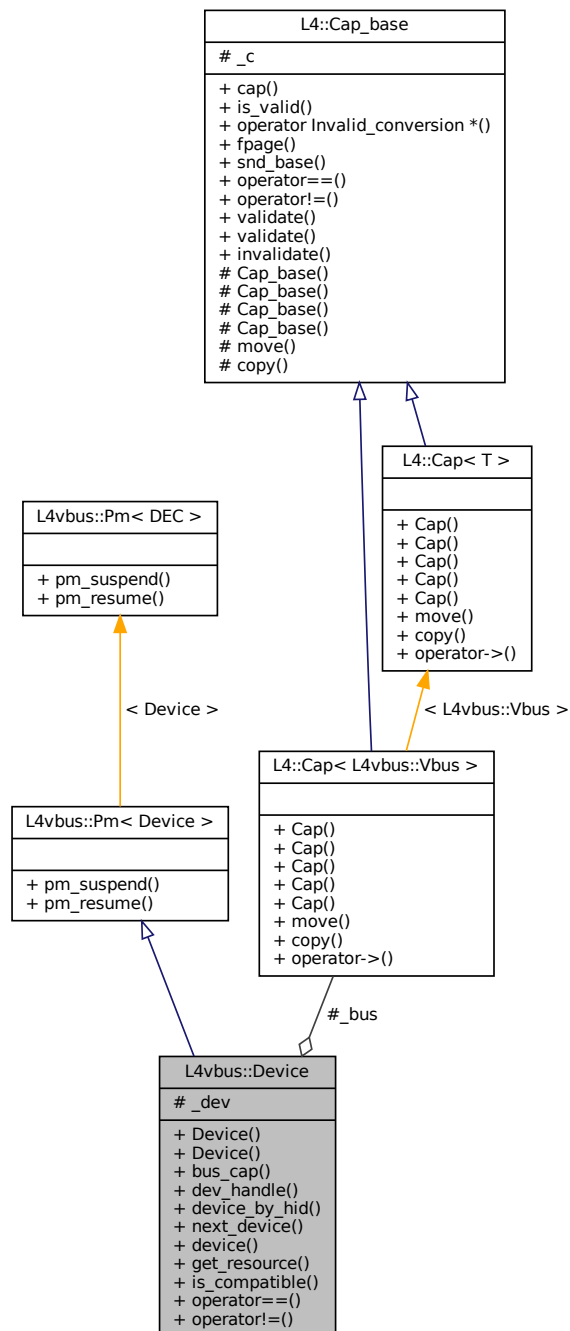 L4::Cap_base
# _c
+ cap()
+ is_valid()
+ operator Invalid_conversion *()
+ fpage()
+ snd_base()
+ operator==()
+ operator!=()
+ validate()
+ validate()
+ invalidate()
# Cap_base()
# Cap_base()
# Cap_base()
# Cap_base()
# move()
# copy()
L4::Cap< T >
+ Cap()
+ Cap()
+ Cap()
+ Cap()
+ Cap()
+ move()
+ copy()
+ operator->()
L4vbus::Pm< DEC >
+ pm_suspend()
+ pm_resume()
< Device >
< L4vbus::Vbus >
L4::Cap< L4vbus::Vbus >
+ Cap()
+ Cap()
+ Cap()
+ Cap()
+ Cap()
+ move()
+ copy()
+ operator->()
L4vbus::Pm< Device >
+ pm_suspend()
+ pm_resume()
#_bus
L4vbus::Device
# _dev
+ Device()
+ Device()
+ bus_cap()
+ dev_handle()
+ device_by_hid()
+ next_device()
+ device()
+ get_resource()
+ is_compatible()
+ operator==()
+ operator!=()